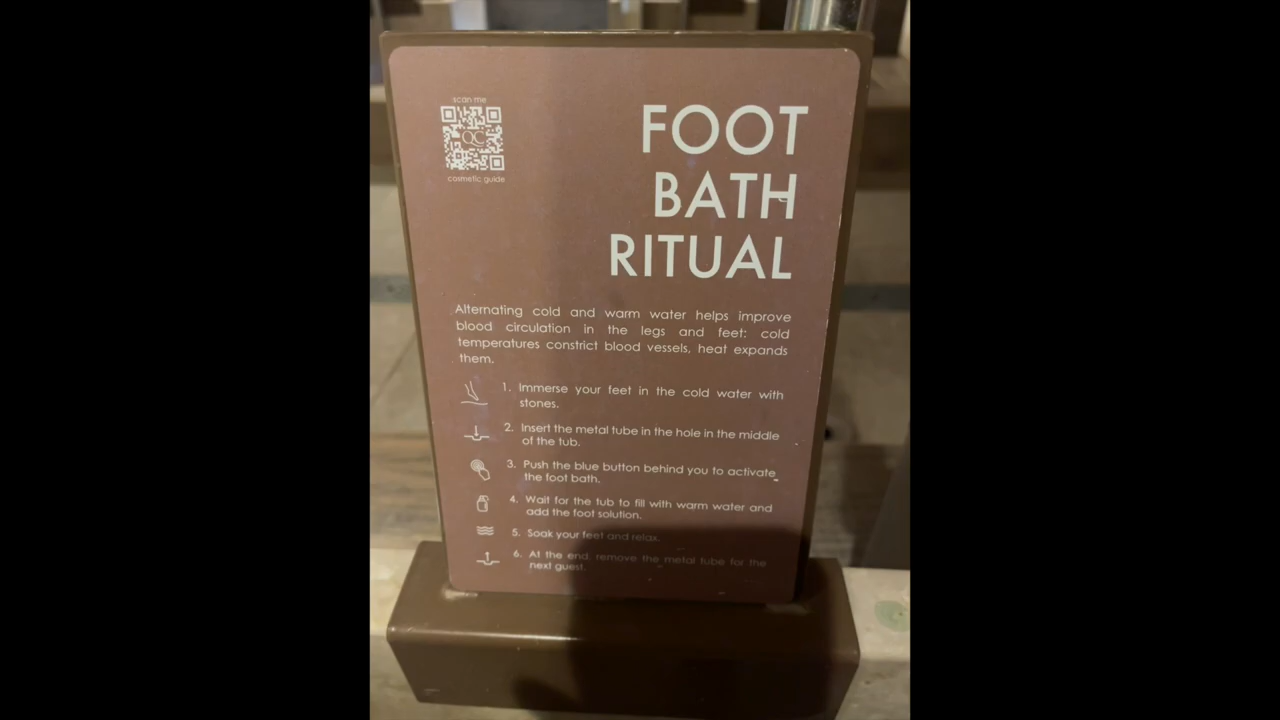 scan me
QC
cosmetic guide
FOOT
BATH
RITUAL
Alternating cold and warm water helps improve
blood circulation in the legs and feet: cold
temperatures constrict blood vessels, heat expands
them.
1. Immerse your feet in the cold water with
stones.
2. Insert the metal tube in the hole in the middle
of the tub.
3. Push the blue button behind you to activate
the foot bath.
4. Wait for the tub to fill with warm water and
add the foot solution.
5. Soak your feet and relax.
6. At the end, remove the metal tube for the
next guest.